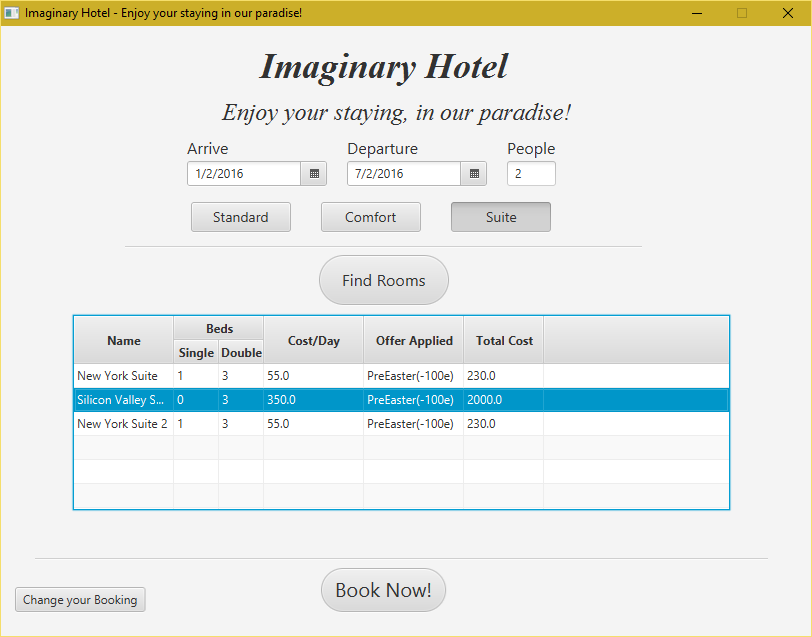 Imaginary Hotel - Enjoy your staying in our paradise!
Imaginary Hotel
Enjoy your staying, in our paradise!
Arrive Departure People
1/2/2016 7/2/2016 2
Standard Comfort Suite
Find Rooms
Name Beds Cost/Day Offer Applied Total Cost
Single Double
New York Suite 1 3 55.0 PreEaster(-100e) 230.0
Silicon Valley S... 0 3 350.0 PreEaster(-100e) 2000.0
New York Suite 2 1 3 55.0 PreEaster(-100e) 230.0
Book Now!
Change your Booking